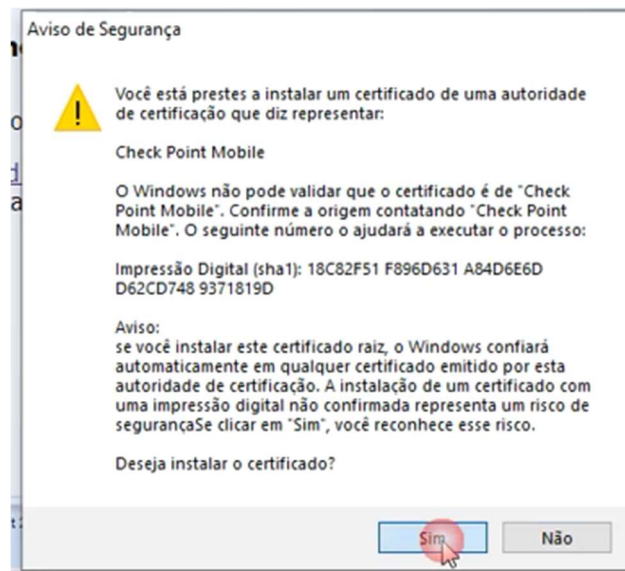 Aviso de Segurança
Você está prestes a instalar um certificado de uma autoridade
de certificação que diz representar:
Check Point Mobile
O Windows não pode validar que o certificado é de "Check
Point Mobile". Confirme a origem contatando "Check Point
Mobile". O seguinte número o ajudará a executar o processo:
Impressão Digital (sha1): 18C82F51 F896D631 A84D6E6D
D62CD748 9371819D
Aviso:
se você instalar este certificado raiz, o Windows confiará
automaticamente em qualquer certificado emitido por esta
autoridade de certificação. A instalação de um certificado com
uma impressão digital não confirmada representa um risco de
segurançaSe clicar em "Sim", você reconhece esse risco.
Deseja instalar o certificado?
Sim
Não